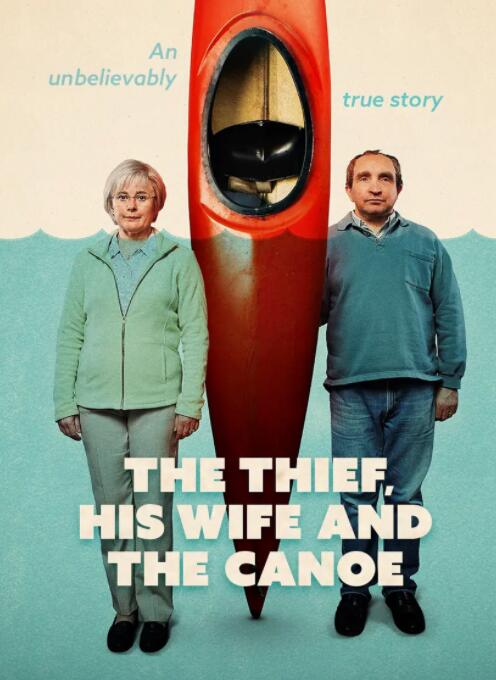 An
unbelievably
true story
THE THIEF,
HIS WIFE AND
THE CANOE